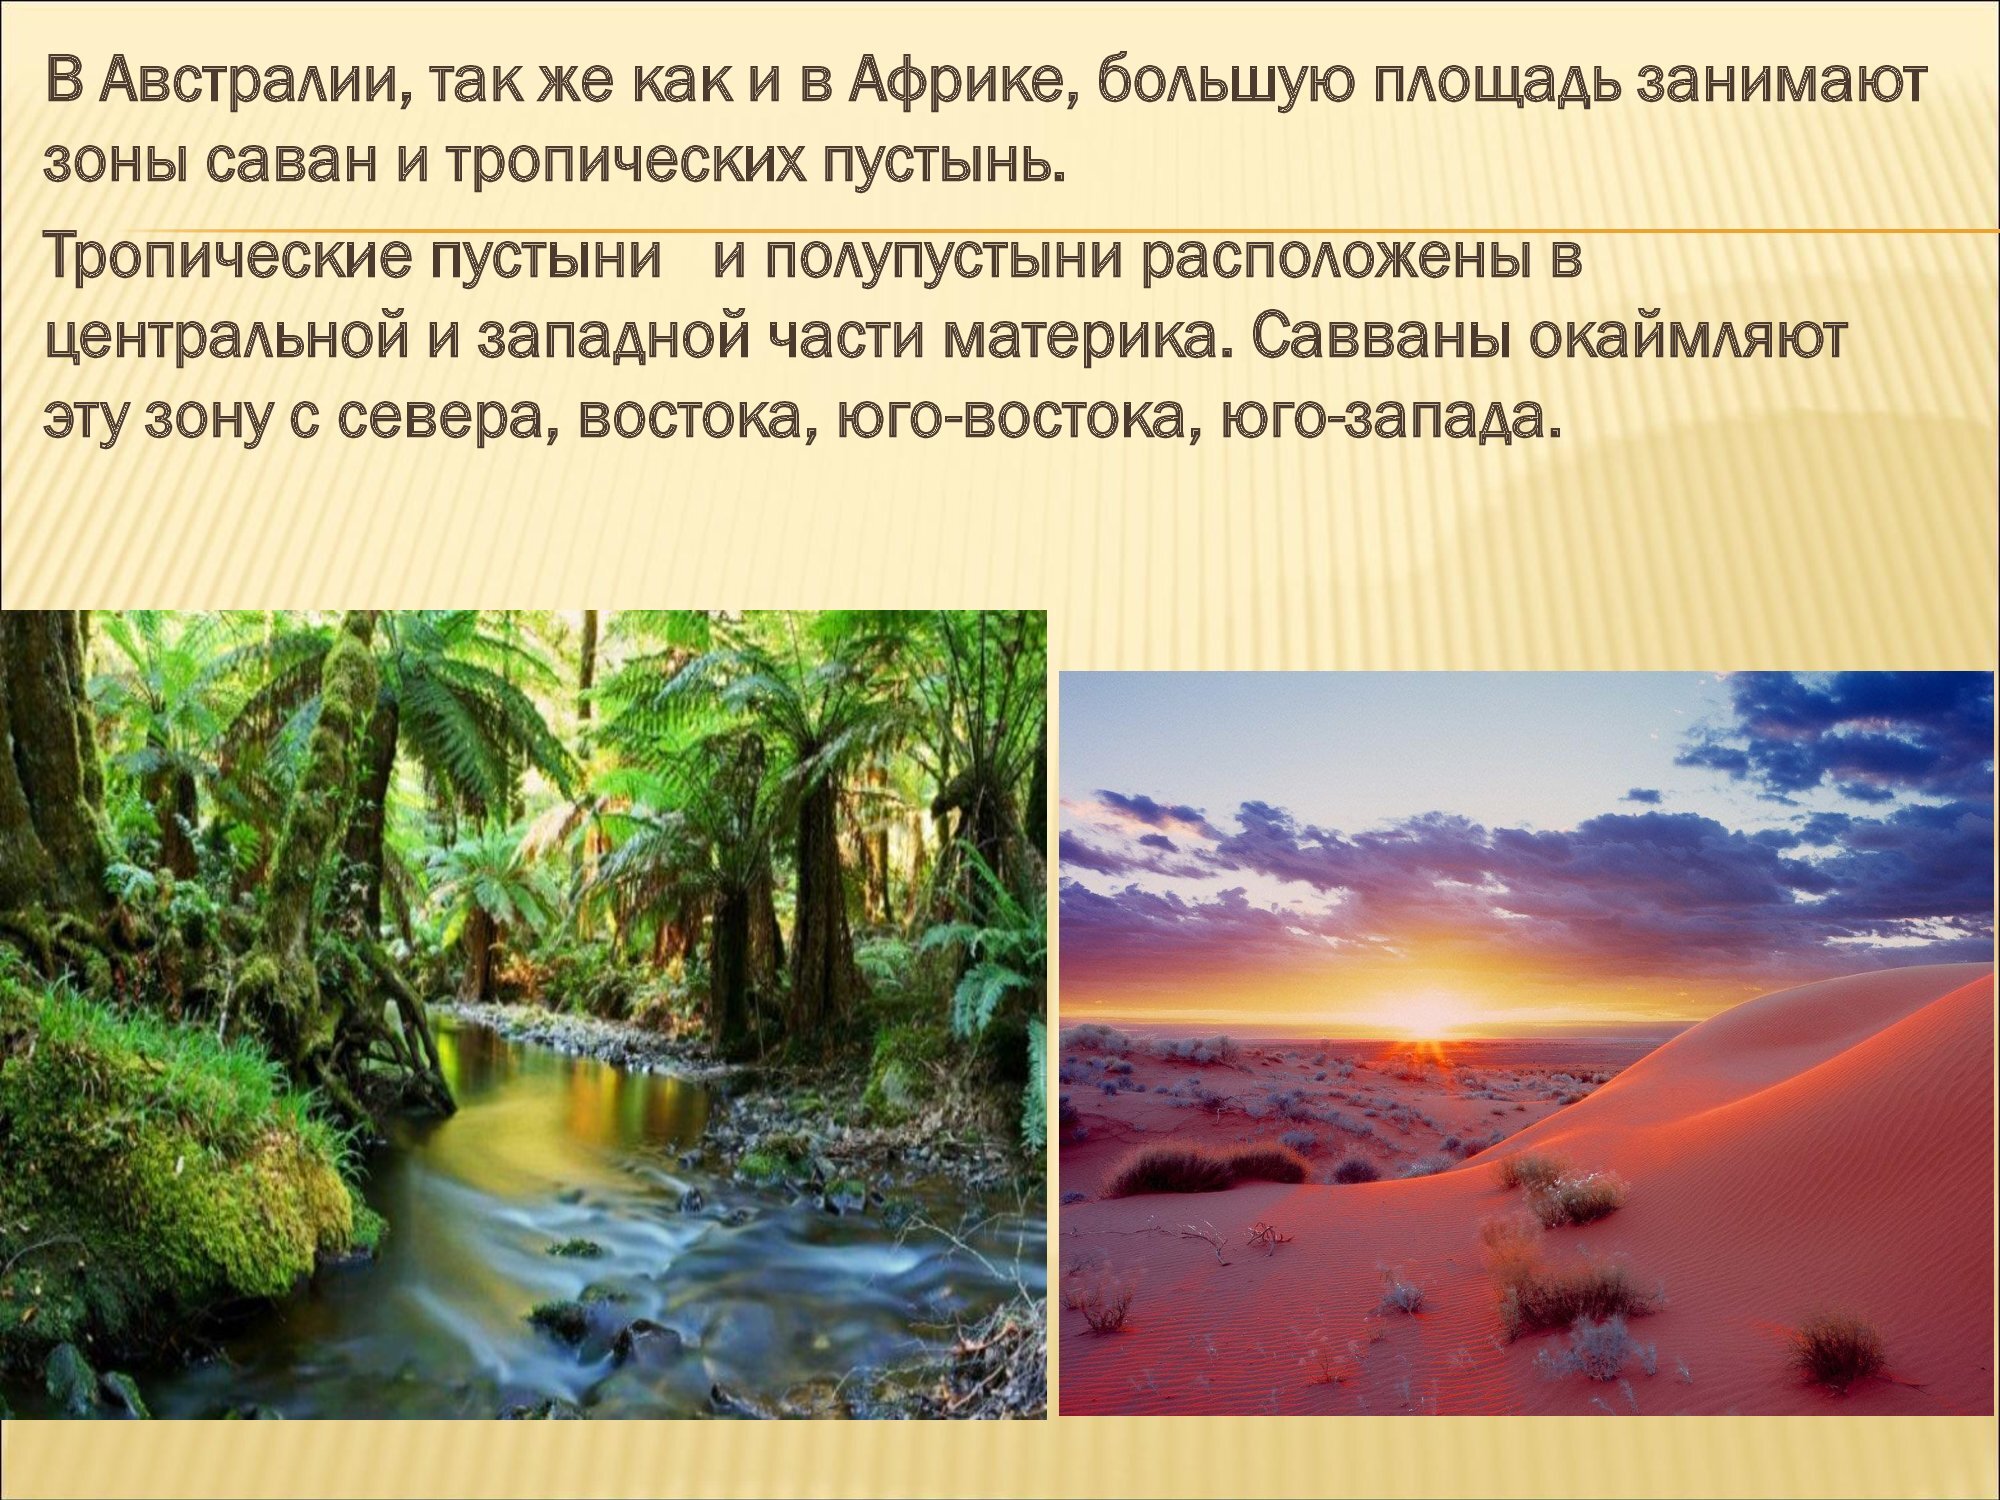 В Австралии, так же как и в Африке, большую площадь занимают
зоны саван и тропических пустынь.
Тропические пустыни и полупустыни расположены в
центральной и западной части материка. Савваны окаймляют
эту зону с севера, востока, юго-востока, юго-запада.